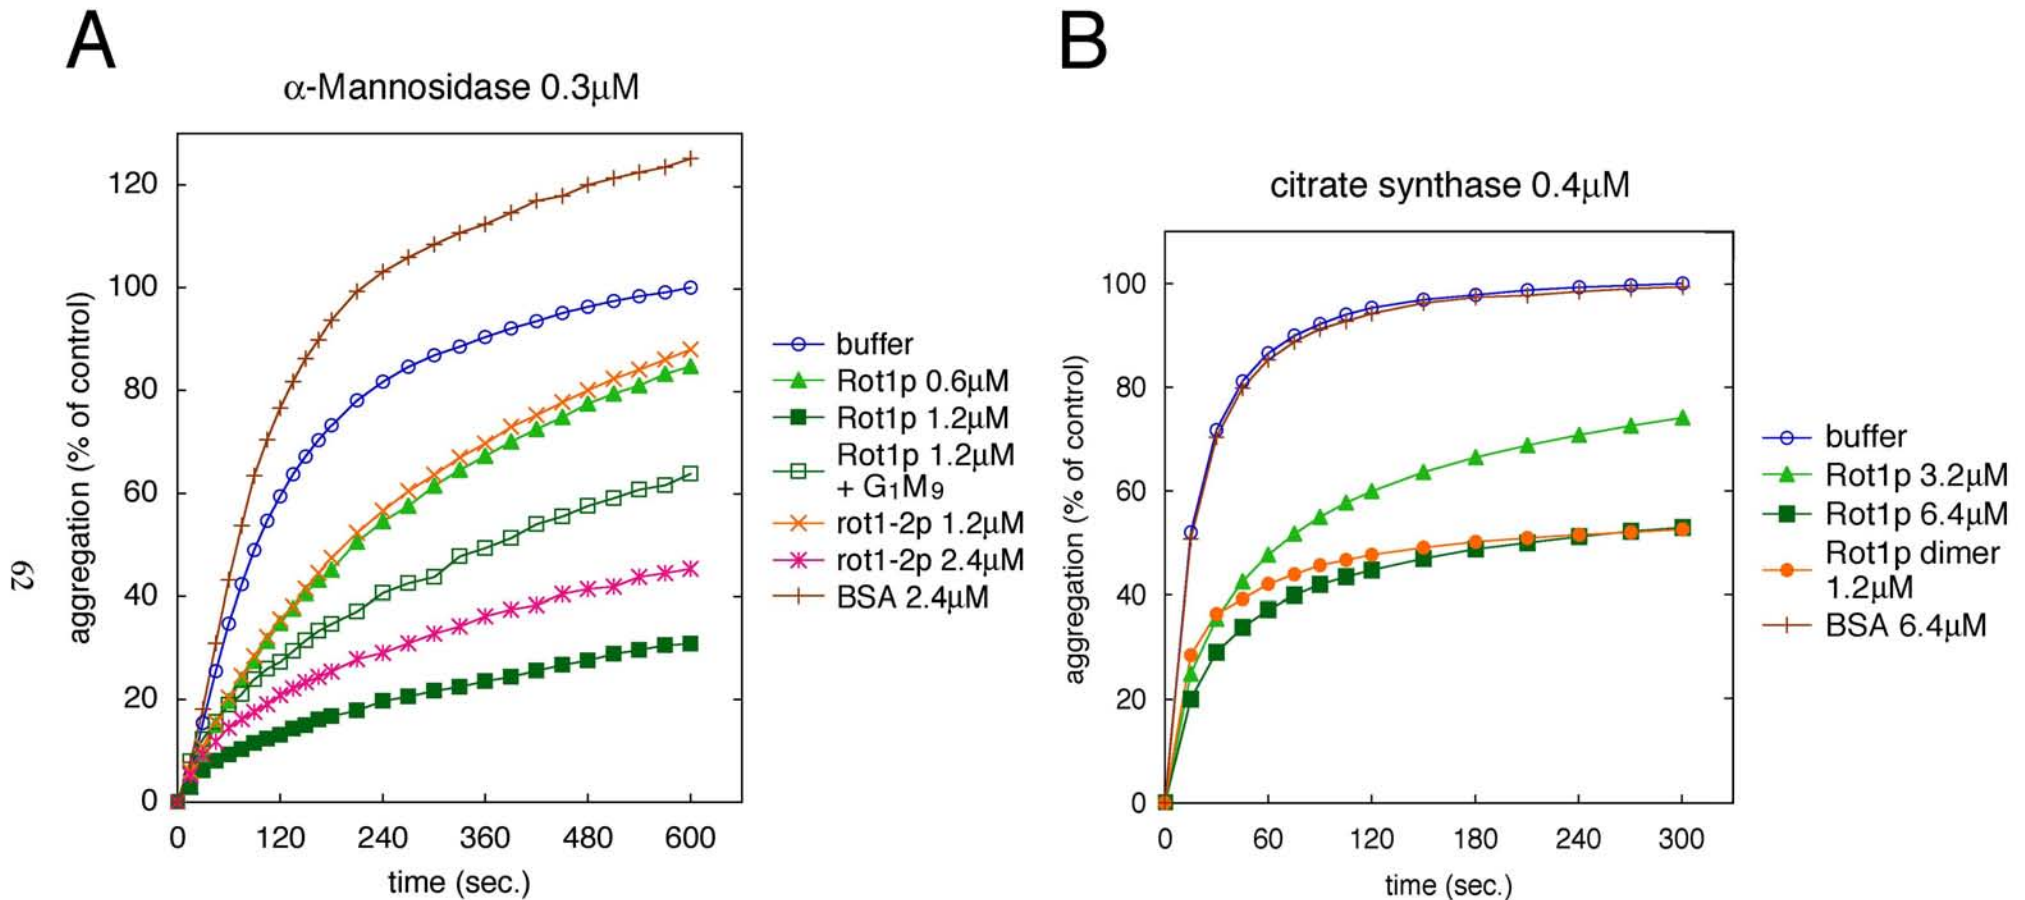 A
α-Mannosidase 0.3μM
aggregation (% of control)
120
100
80
60
40
20
0
0 120 240 360 480 600
time (sec.)
buffer
Rot1p 0.6μM
Rot1p 1.2μM
Rot1p 1.2μM
+ G1M9
rot1-2p 1.2μM
rot1-2p 2.4μM
BSA 2.4μM
62
B
citrate synthase 0.4μM
aggregation (% of control)
100
80
60
40
20
0
0 60 120 180 240 300
time (sec.)
buffer
Rot1p 3.2μM
Rot1p 6.4μM
Rot1p dimer
1.2μM
BSA 6.4μM